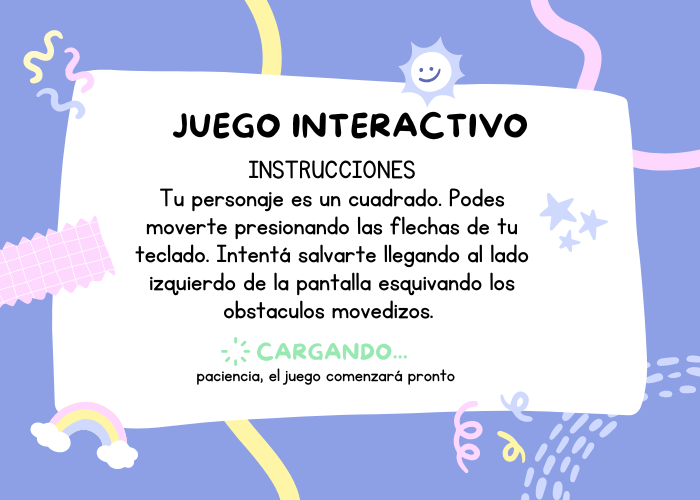 JUEGO INTERACTIVO
INSTRUCCIONES
Tu personaje es un cuadrado. Podes
moverte presionando las flechas de tu
teclado. Intentá salvarte llegando al lado
izquierdo de la pantalla esquivando los
obstaculos movedizos.
CARGANDO...
paciencia, el juego comenzará pronto